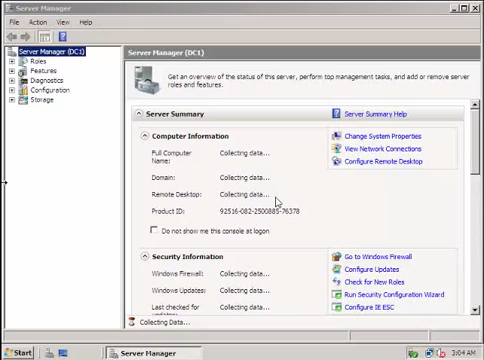 Server Manager
File Action View Help
Server Manager (DC1)
Roles
Features
Diagnostics
Configuration
Storage
Server Manager (DC1)
Get an overview of the status of this server, perform top management tasks, and add or remove server
roles and features.
Server Summary
Server Summary Help
Computer Information
Full Computer
Name:
Collecting data...
Domain:
Collecting data...
Remote Desktop:
Collecting data...
Product ID:
92516-082-2500885-76378
Do not show me this console at logon
Change System Properties
View Network Connections
Configure Remote Desktop
Security Information
Windows Firewall:
Collecting data...
Windows Updates:
Collecting data...
Last checked for
Collecting data...
Go to Windows Firewall
Configure Updates
Check for New Roles
Run Security Configuration Wizard
Configure IE ESC
Collecting Data...
Start
Server Manager
3:04 AM